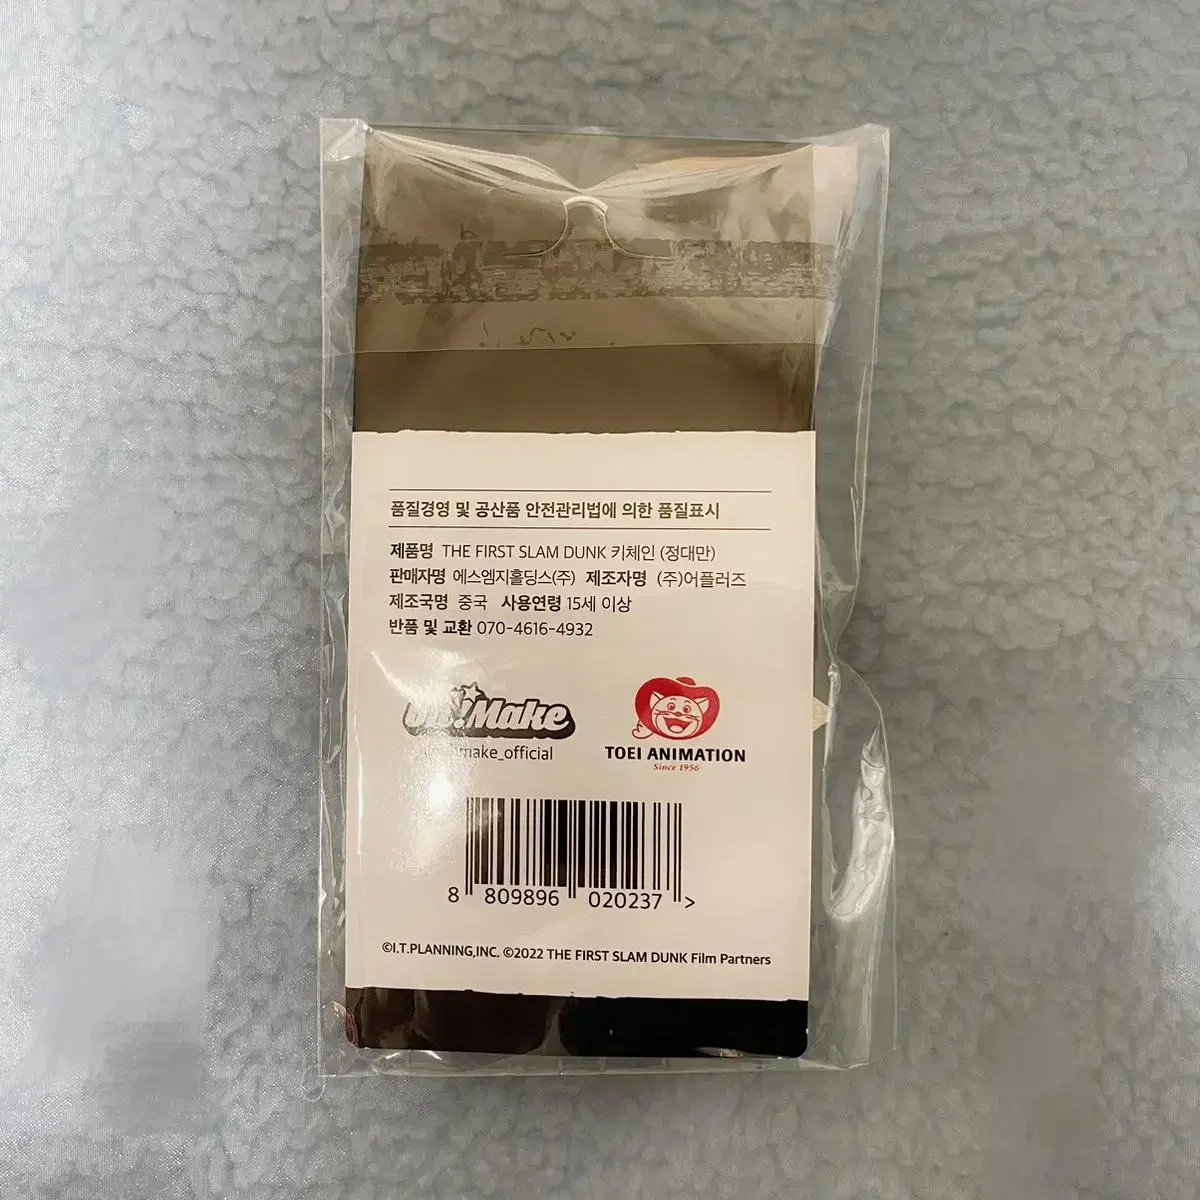 품질경영 및 공산품 안전관리법에 의한 품질표시
제품명 THE FIRST SLAM DUNK 키체인 (정대만)
판매자명 에스엠지홀딩스(주) 제조자명 (주)어플러즈
제조국명 중국 사용연령 15세 이상
반품 및 교환 070-4616-4932
Make
make_official
TOEI ANIMATION
Since 1956
8 809896 020237 >
©I.T.PLANNING,INC. ©2022 THE FIRST SLAM DUNK Film Partners